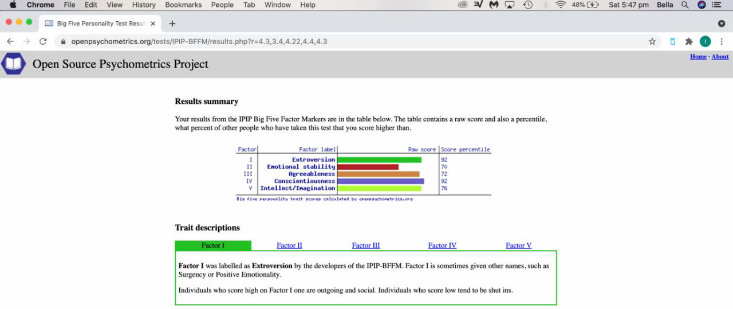 Chrome File Edit View History Bookmarks People Tab Window Help 48% Sat 5:47 pm Bella
Big Five Personality Test Resu
openpsychometrics.org/tests/IPIP-BFFM/results.php?r=4.3,3.4,4.22,4.4,4.3
Open Source Psychometrics Project
Home · About
Results summary
Your results from the IPIP Big Five Factor Markers are in the table below. The table contains a raw score and also a percentile,
what percent of other people who have taken this test that you score higher than.
Factor Factor label Raw score Score percentile
I Extroversion 92
II Emotional stability 70
III Agreeableness 72
IV Conscientiousness 92
V Intellect/Imagination 76
Big five personality trait scores calculated by openpsychometrics.org
Trait descriptions
Factor I Factor II Factor III Factor IV Factor V
Factor I was labelled as Extroversion by the developers of the IPIP-BFFM. Factor I is sometimes given other names, such as
Surgency or Positive Emotionality.
Individuals who score high on Factor I one are outgoing and social. Individuals who score low tend to be shut ins.